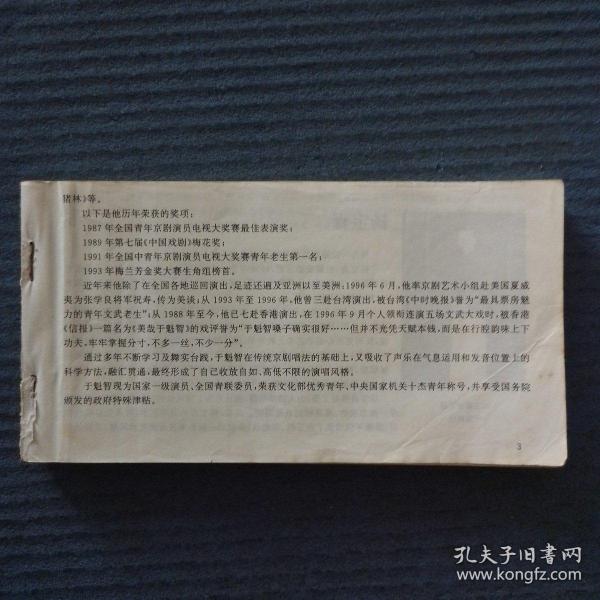 猪林》等。
以下是他历年荣获的奖项:
1987年全国青年京剧演员电视大奖赛最佳表演奖;
1989年第七届《中国戏剧》梅花奖;
1991年全国中青年京剧演员电视大奖赛青年老生第一名;
1993年梅兰芳金奖大赛生角组榜首。
近年来他除了在全国各地巡回演出,足迹还遍及亚洲以至美洲:1996年6月,他率京剧艺术小组赴美国夏威
夷为张学良将军祝寿,传为美谈;从1993年至1996年,他曾三赴台湾演出,被台湾《中时晚报》誉为“最具票房魅
力的青年文武老生”;从1988年至今,他已七赴香港演出,在1996年9月个人领衔连演五场文武大戏时,被香港
《信报》一篇名为《美哉于魁智》的戏评誉为“于魁智嗓子确实很好……但并不光凭天赋本钱,而是在行腔韵味上下
功夫,牢牢掌握分寸,不多一丝,不少一分”。
通过多年不断学习及舞实台践,于魁智在传统京剧唱法的基础上,又吸收了声乐在气息运用和发音位置上的
科学方法,融汇贯通,最终形成了自己收放自如、高低不限的演唱风格。
于魁智现为国家一级演员、全国青联委员,荣获文化部优秀青年、中央国家机关十杰青年称号,并享受国务院
颁发的政府特殊津贴。
3
孔夫子旧书网
www.kongfz.com